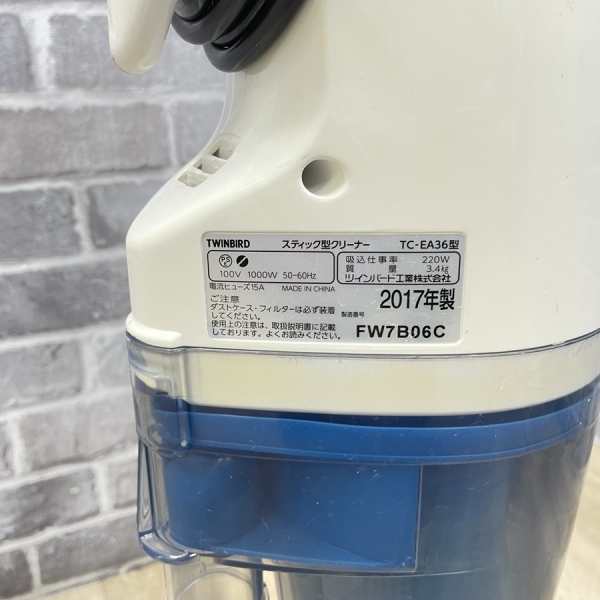 TWINBIRD スティック型クリーナー TC-EA36型
PS E 吸込仕事率 220W
100V 1000W 50-60Hz 質量 3.4kg
電流ヒューズ15A MADE IN CHINA ツインバード工業株式会社
ご注意 2017年製
ダストケース・フィルターは必ず装着
してください。 製造番号
使用上の注意は、取扱説明書に記載 FW7B06C
しております。よくお読みください。